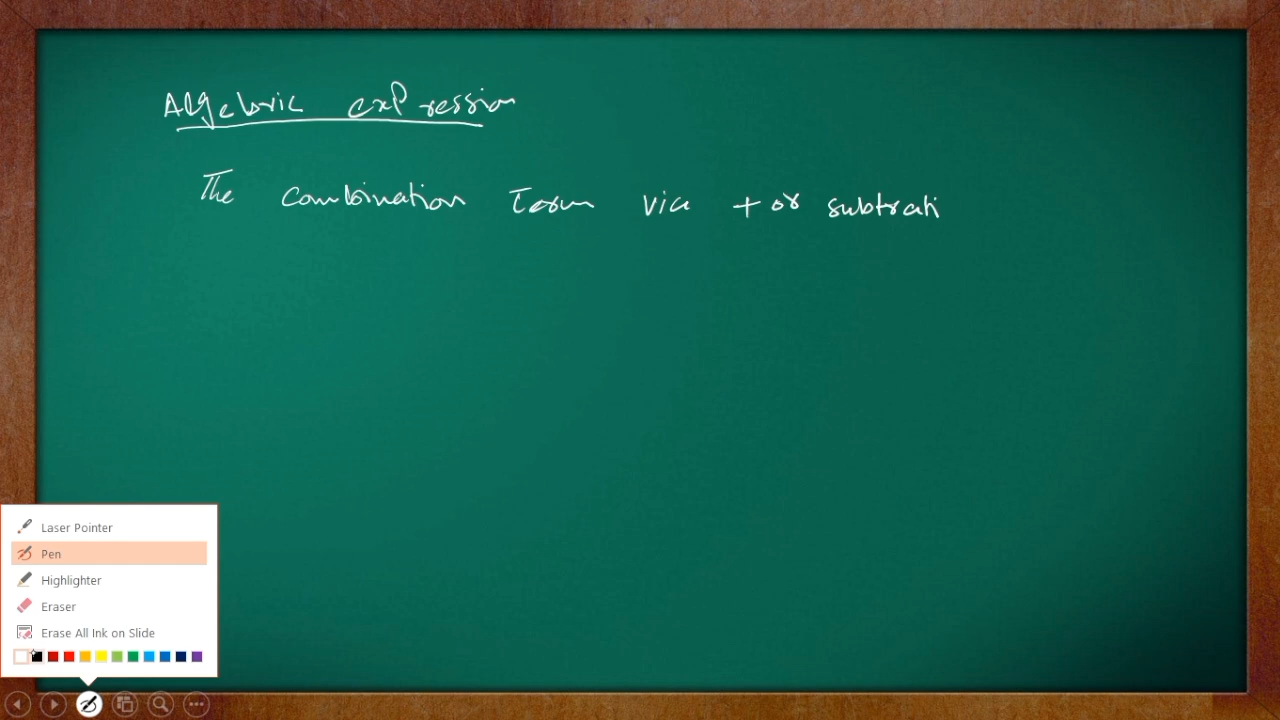 Algebric expression
The combination Term via + or subtrati
Laser Pointer
Pen
Highlighter
Eraser
Erase All Ink on Slide